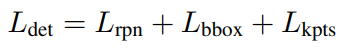 L_det = L_rpn + L_bbox + L_kpts